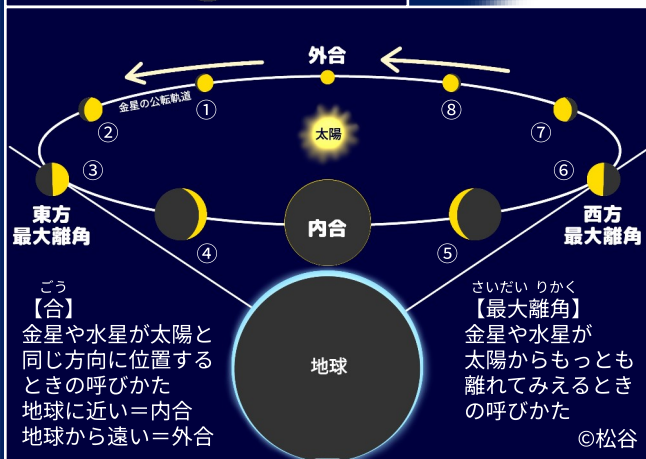 外合
金星の公転軌道
①
⑧
②
太陽
⑦
③
⑥
東方
最大離角
内合
西方
最大離角
④
⑤
ごう
【合】
金星や水星が太陽と
同じ方向に位置する
ときの呼びかた
地球に近い＝内合
地球から遠い＝外合
地球
さいだい りかく
【最大離角】
金星や水星が
太陽からもっとも
離れてみえるとき
の呼びかた
©松谷